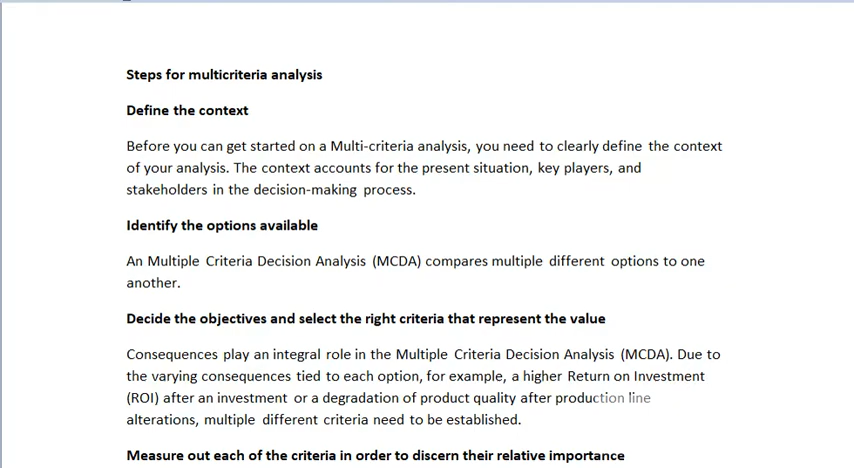 Steps for multicriteria analysis
Define the context
Before you can get started on a Multi-criteria analysis, you need to clearly define the context
of your analysis. The context accounts for the present situation, key players, and
stakeholders in the decision-making process.
Identify the options available
An Multiple Criteria Decision Analysis (MCDA) compares multiple different options to one
another.
Decide the objectives and select the right criteria that represent the value
Consequences play an integral role in the Multiple Criteria Decision Analysis (MCDA). Due to
the varying consequences tied to each option, for example, a higher Return on Investment
(ROI) after an investment or a degradation of product quality after production line
alterations, multiple different criteria need to be established.
Measure out each of the criteria in order to discern their relative importance